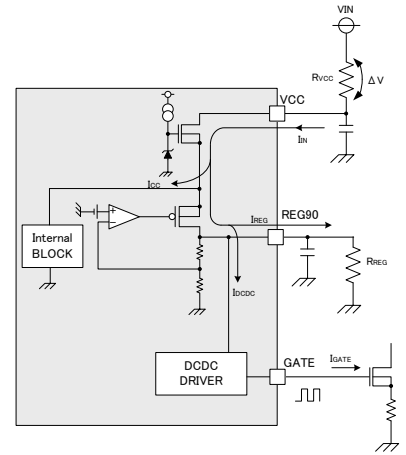 VIN
RVCC
ΔV
VCC
IIN
ICC
+
−
Internal
BLOCK
IREG
REG90
IDCDC
RREG
DCDC
DRIVER
GATE
IGATE